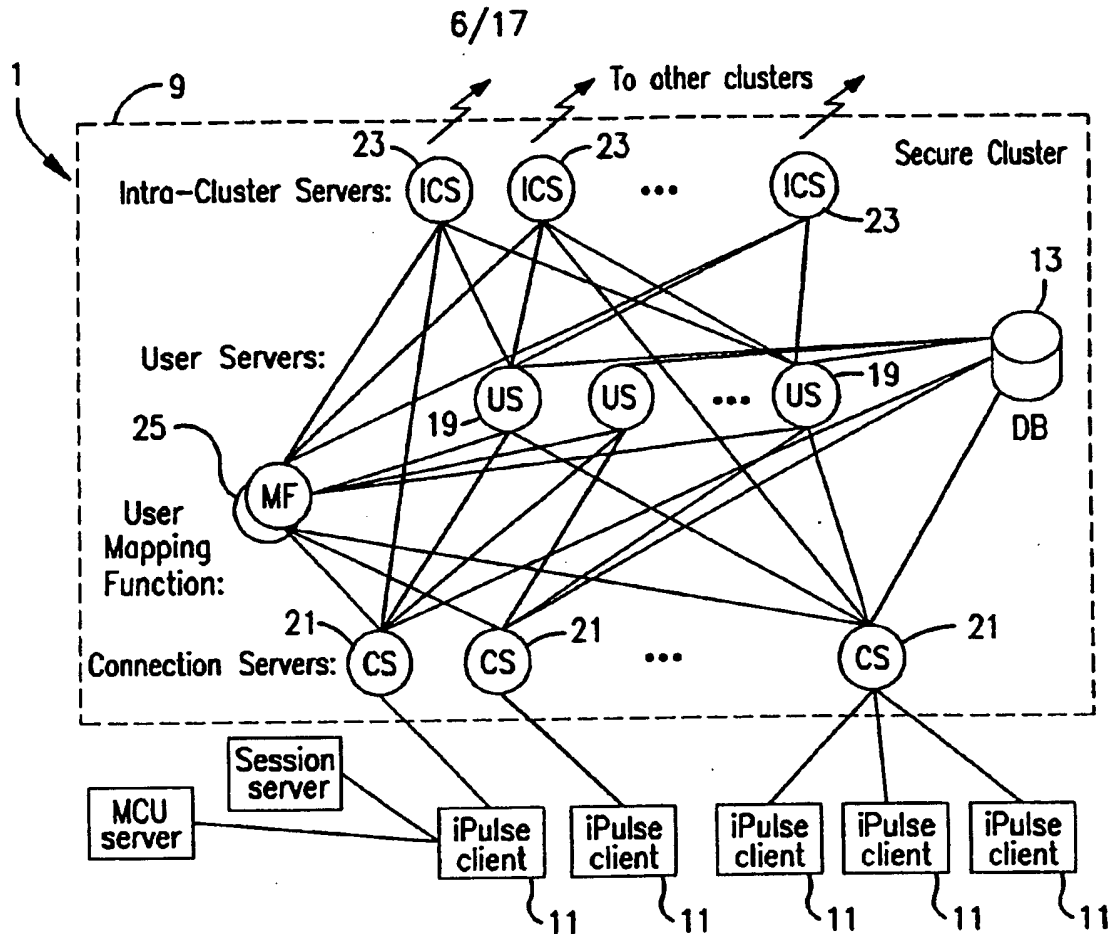 6/17
1
9
To other clusters
23
23
Secure Cluster
Intra-Cluster Servers:
ICS
ICS
•••
ICS
23
13
User Servers:
US
US
•••
US
19
19
DB
25
MF
User
Mapping
Function:
21
21
21
Connection Servers:
CS
CS
•••
CS
Session
server
MCU
server
iPulse
client
iPulse
client
iPulse
client
iPulse
client
iPulse
client
11
11
11
11
11